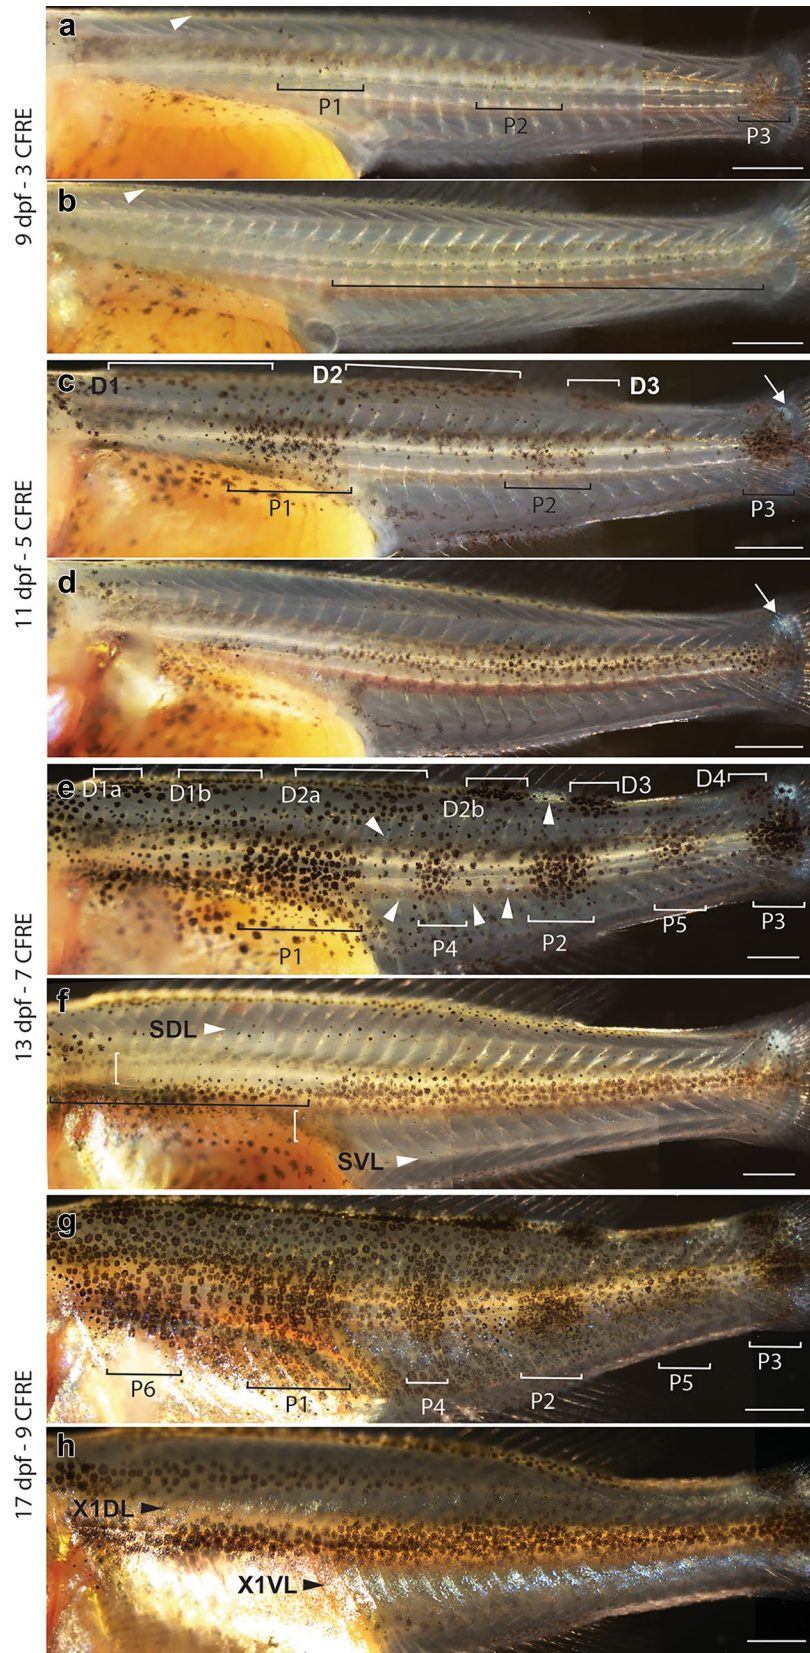 9 dpf - 3 CFRE
a
P1
P2
P3
b
11 dpf - 5 CFRE
c
D1
D2
D3
P1
P2
P3
d
13 dpf - 7 CFRE
e
D1a
D1b
D2a
D2b
D3
D4
P1
P4
P2
P5
P3
f
SDL
SVL
17 dpf - 9 CFRE
g
P6
P1
P4
P2
P5
P3
h
X1DL
X1VL